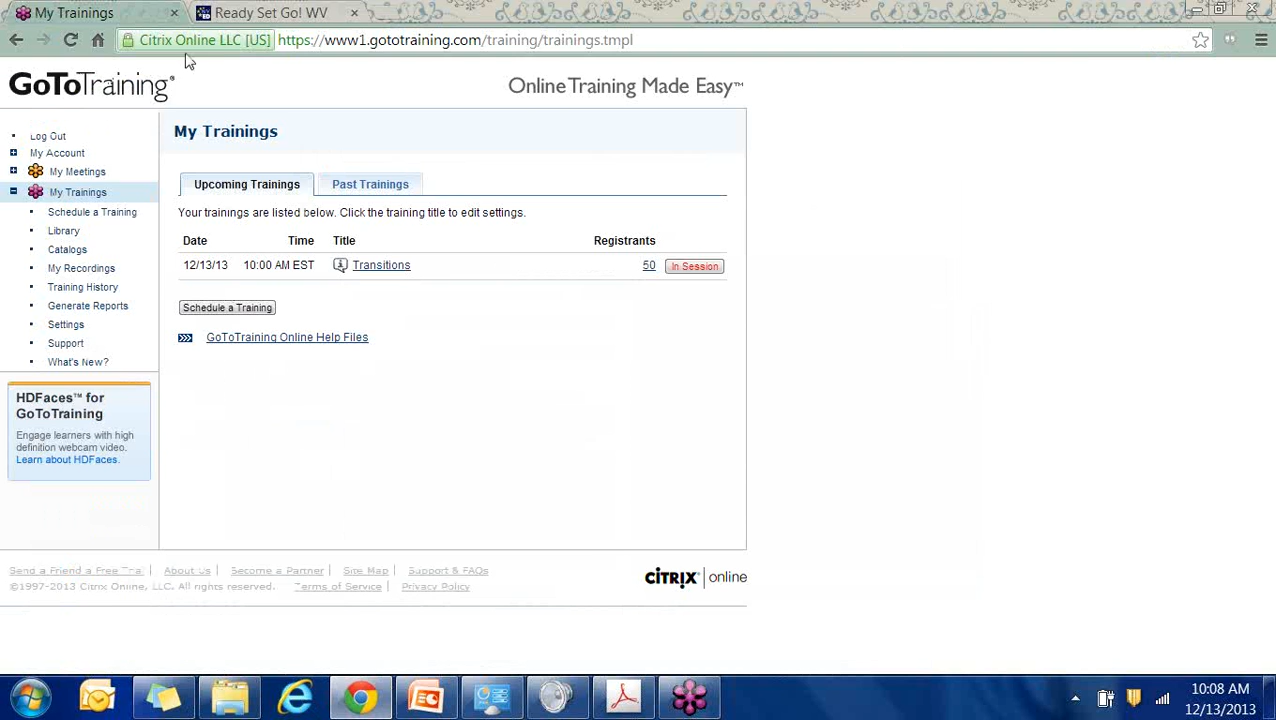 My Trainings
Ready Set Go! WV
Citrix Online LLC [US]
https://www1.gototraining.com/training/trainings.tmpl
GoToTraining®
Online Training Made Easy™
Log Out
My Account
My Meetings
My Trainings
Schedule a Training
Library
Catalogs
My Recordings
Training History
Generate Reports
Settings
Support
What's New?
HDFaces™ for
GoToTraining
Engage learners with high
definition webcam video.
Learn about HDFaces.
My Trainings
Upcoming Trainings
Past Trainings
Your trainings are listed below. Click the training title to edit settings.
Date Time Title Registrants
12/13/13 10:00 AM EST Transitions 50 In Session
Schedule a Training
GoToTraining Online Help Files
Send a Friend a Free Trial | About Us | Become a Partner | Site Map | Support & FAQs
©1997-2013 Citrix Online, LLC. All rights reserved. Terms of Service | Privacy Policy
CITRIX | online
10:08 AM
12/13/2013